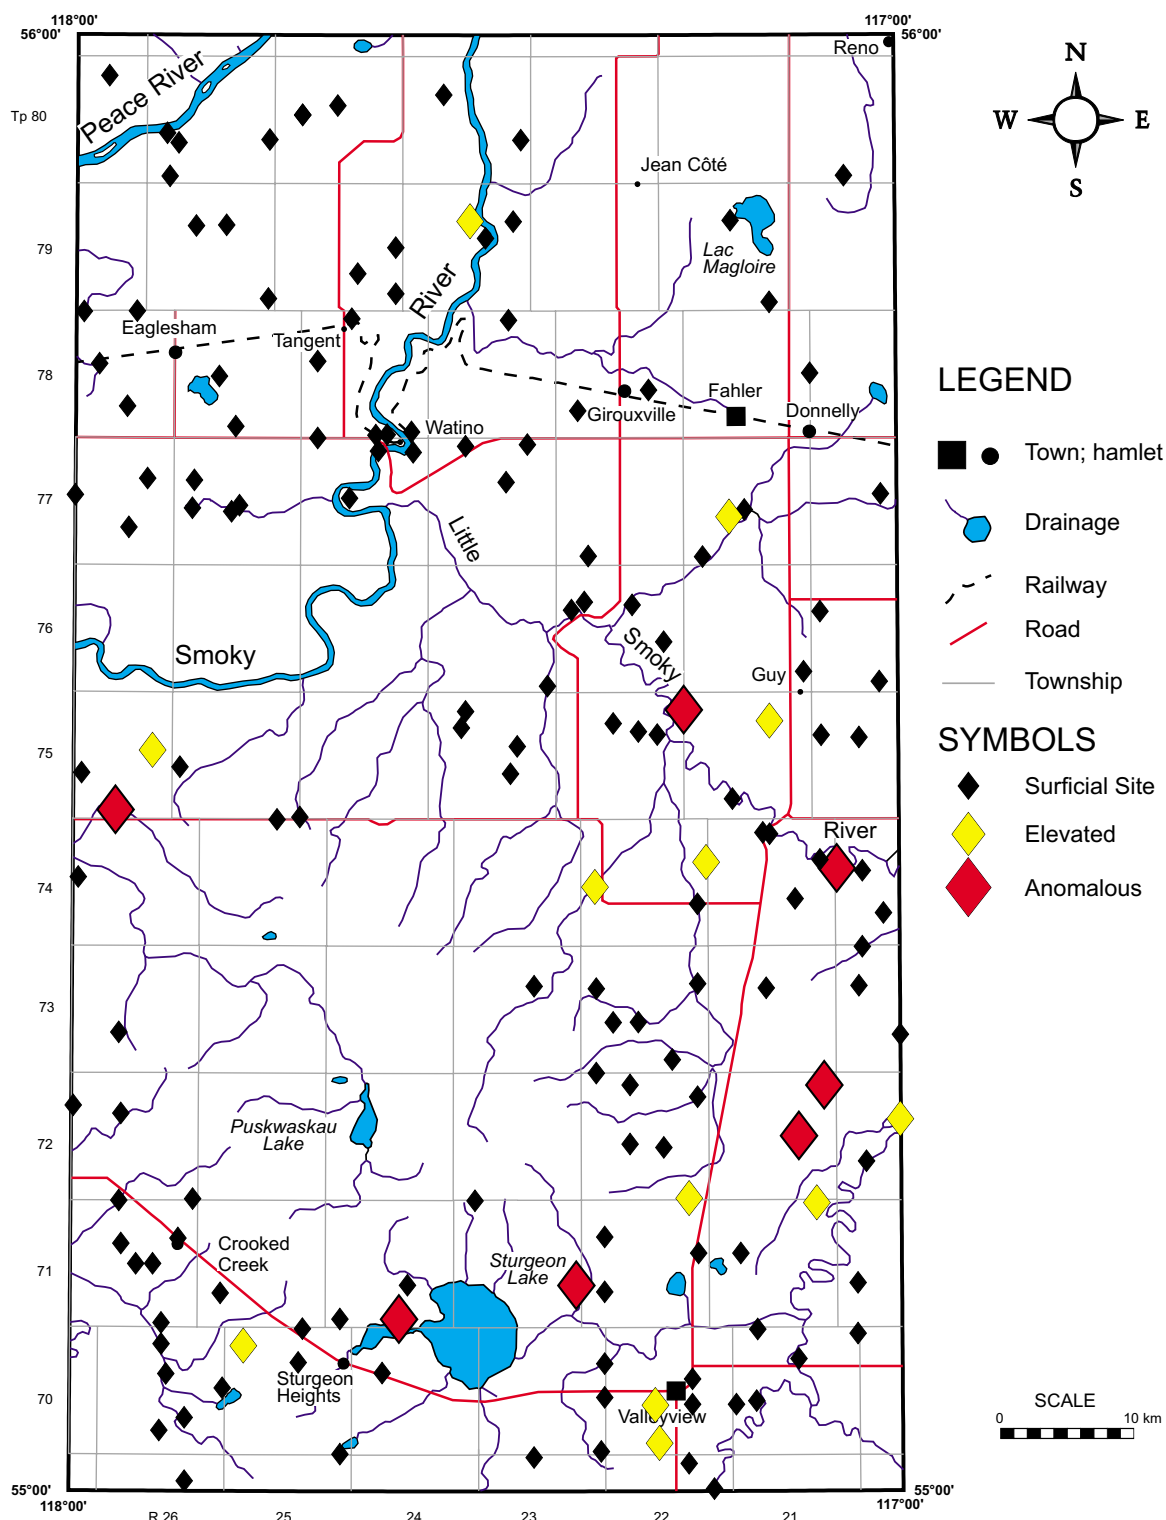 118°00'
117°00'
56°00'
56°00'
Reno
N
W
E
S
Peace River
Tp 80
Jean Côté
79
Lac
Magloire
River
Eaglesham
Tangent
78
Fahler
Girouxville
Donnelly
Watino
77
Little
76
Smoky
Smoky
Guy
75
River
74
73
72
Puskwaskau
Lake
71
Crooked
Creek
Sturgeon
Lake
70
Sturgeon
Heights
Valleyview
55°00'
55°00'
118°00'
117°00'
R 26
25
24
23
22
21
LEGEND
Town; hamlet
Drainage
Railway
Road
Township
SYMBOLS
Surficial Site
Elevated
Anomalous
SCALE
0
10 km